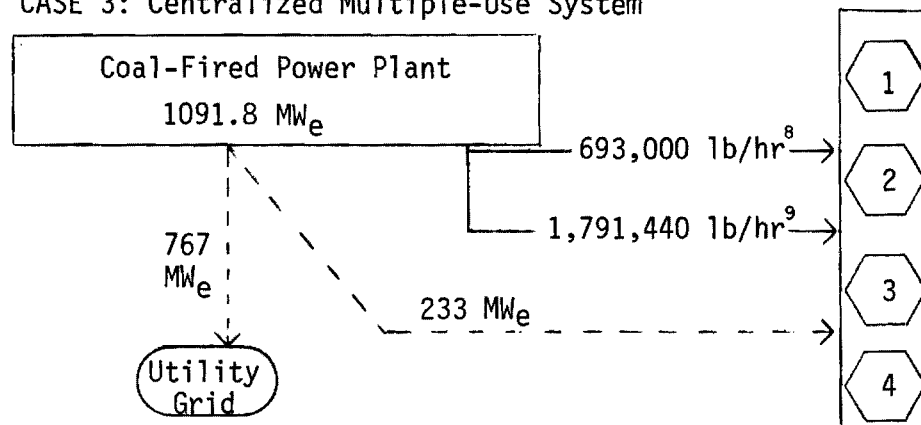 CASE 3: Centralized Multiple-Use System
Coal-Fired Power Plant
1091.8 MWe
693,000 lb/hr⁸
1,791,440 lb/hr⁹
767
MWe
233 MWe
Utility
Grid
1
2
3
4